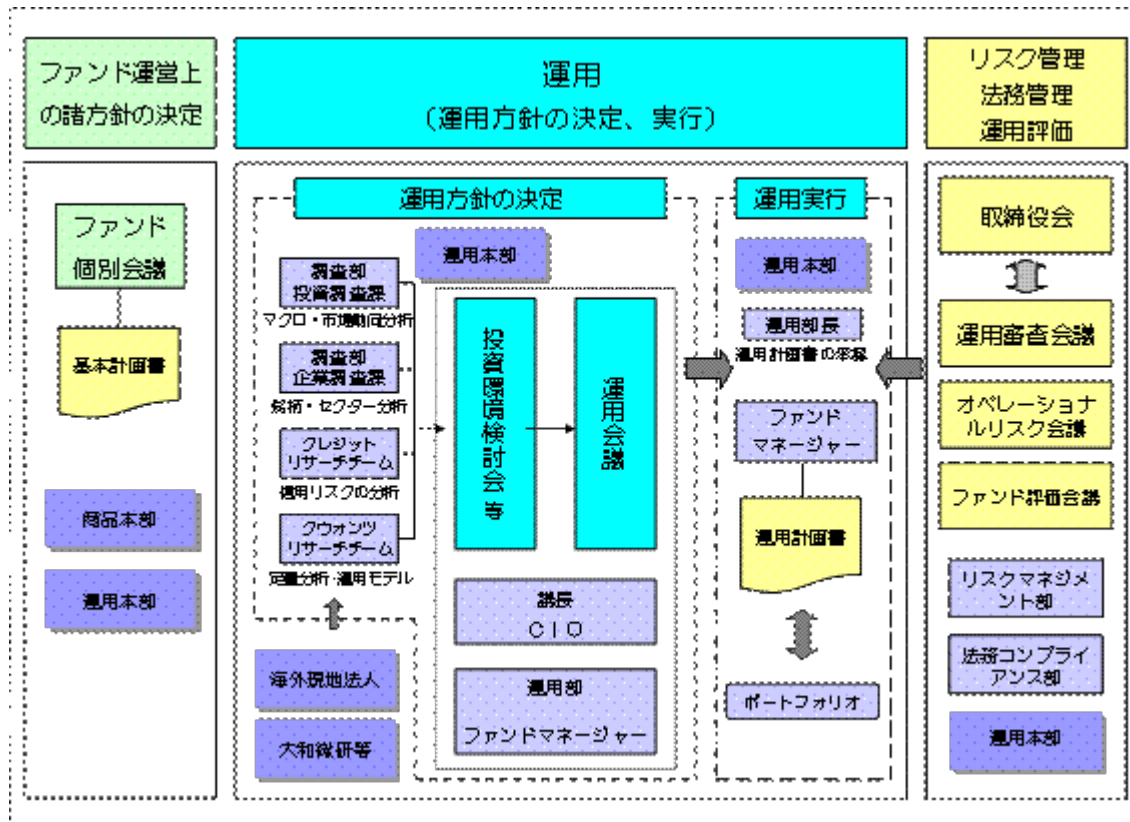 ファンド運営上
の諸方針の決定
運用
(運用方針の決定、実行)
リスク管理
法務管理
運用評価
ファンド
個別会議
基本計画書
商品本部
運用本部
運用方針の決定
運用本部
調査部
投資調査課
マクロ・市場動向分析
調査部
企業調査課
銘柄・セクター分析
クレジット
リサーチチーム
信用リスクの分析
クウォンツ
リサーチチーム
定量分析・運用モデル
海外現地法人
大和総研等
投資環境検討会 等
運用会議
議長
CIO
運用部
ファンドマネージャー
運用実行
運用本部
運用部長
運用計画書の承認
ファンド
マネージャー
運用計画書
ポートフォリオ
取締役会
運用審査会議
オペレーショナ
ルリスク会議
ファンド評価会議
リスクマネジメ
ント部
法務コンプライ
アンス部
運用本部